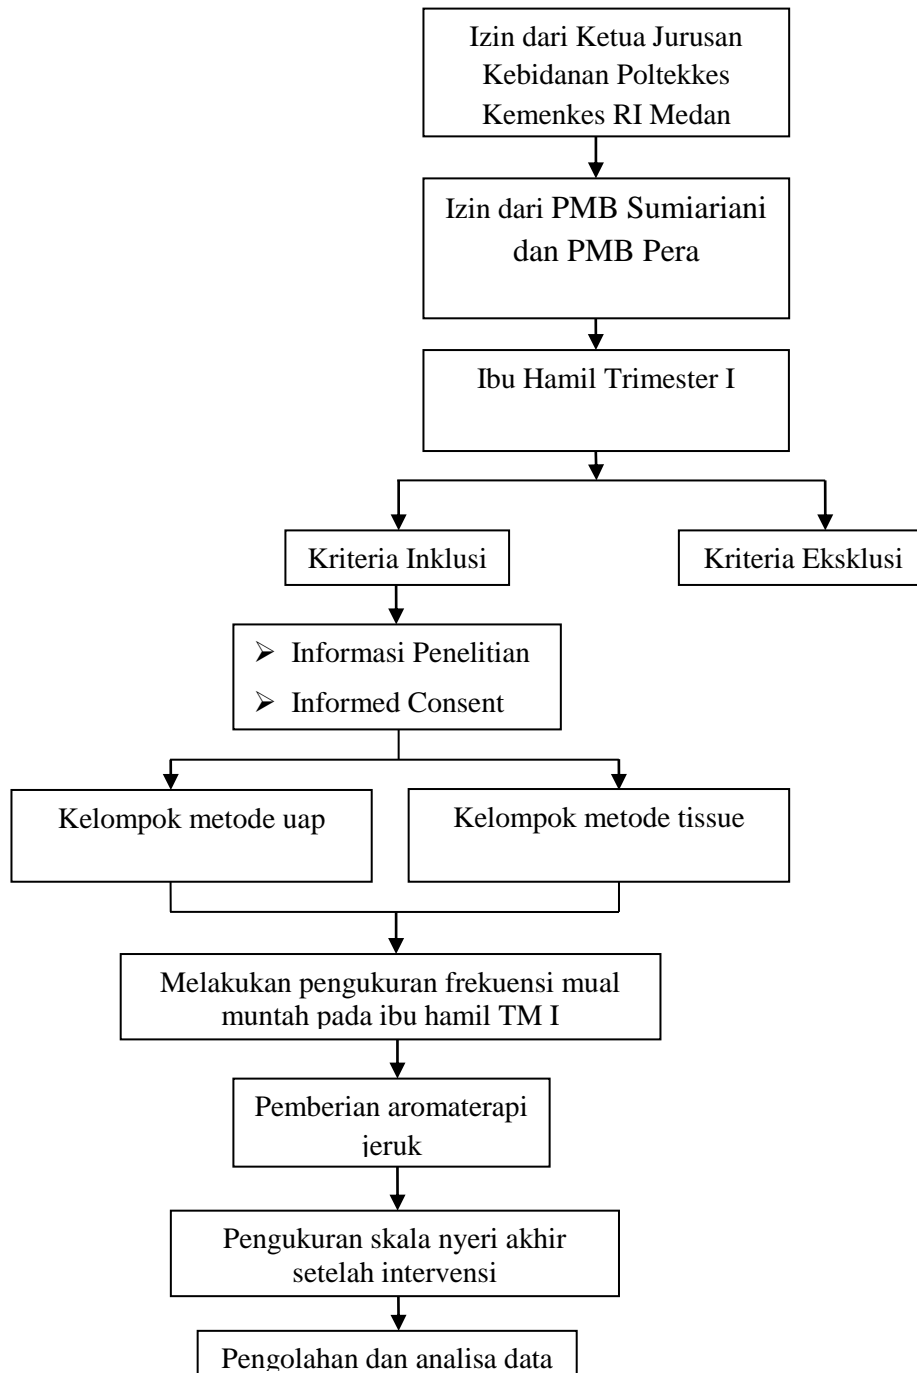 Izin dari Ketua Jurusan
Kebidanan Poltekkes
Kemenkes RI Medan
Izin dari PMB Sumiariani
dan PMB Pera
Ibu Hamil Trimester I
Kriteria Inklusi
Kriteria Eksklusi
➢ Informasi Penelitian
➢ Informed Consent
Kelompok metode uap
Kelompok metode tissue
Melakukan pengukuran frekuensi mual
muntah pada ibu hamil TM I
Pemberian aromaterapi
jeruk
Pengukuran skala nyeri akhir
setelah intervensi
Pengolahan dan analisa data